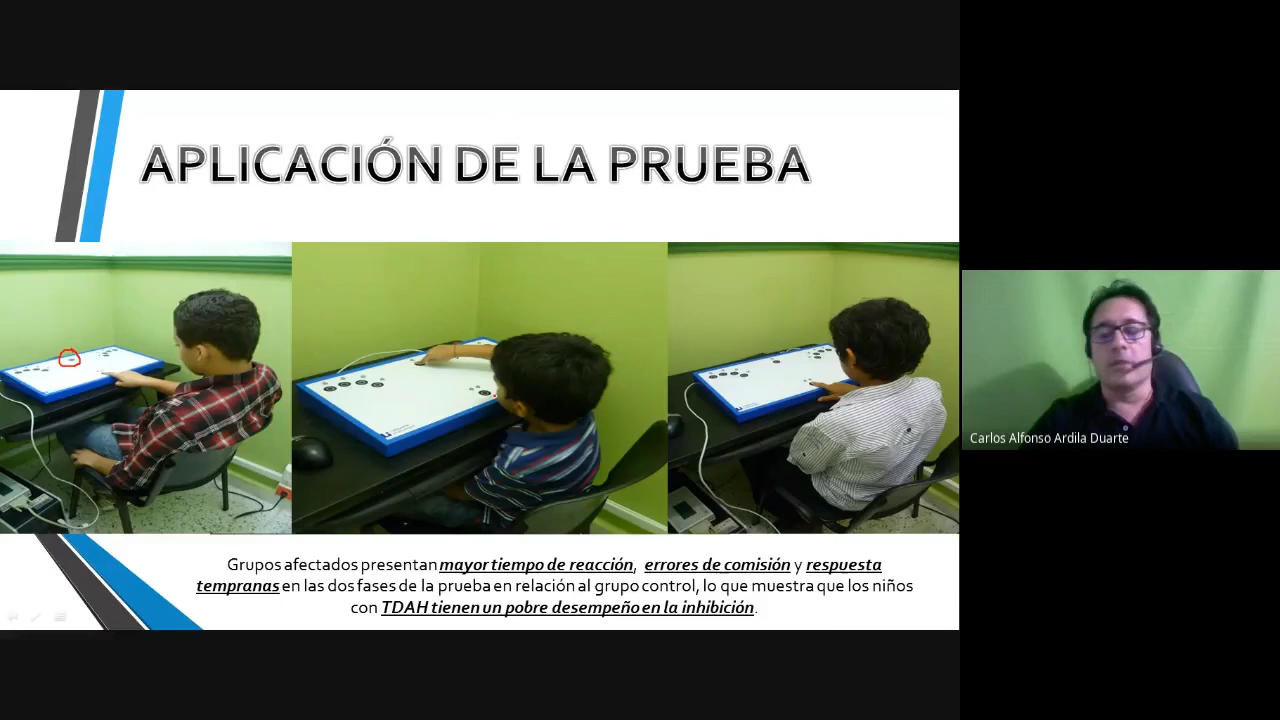 APLICACIÓN DE LA PRUEBA
Grupos afectados presentan mayor tiempo de reacción, errores de comisión y respuesta
tempranas en las dos fases de la prueba en relación al grupo control, lo que muestra que los niños
con TDAH tienen un pobre desempeño en la inhibición.
Carlos Alfonso Ardila Duarte